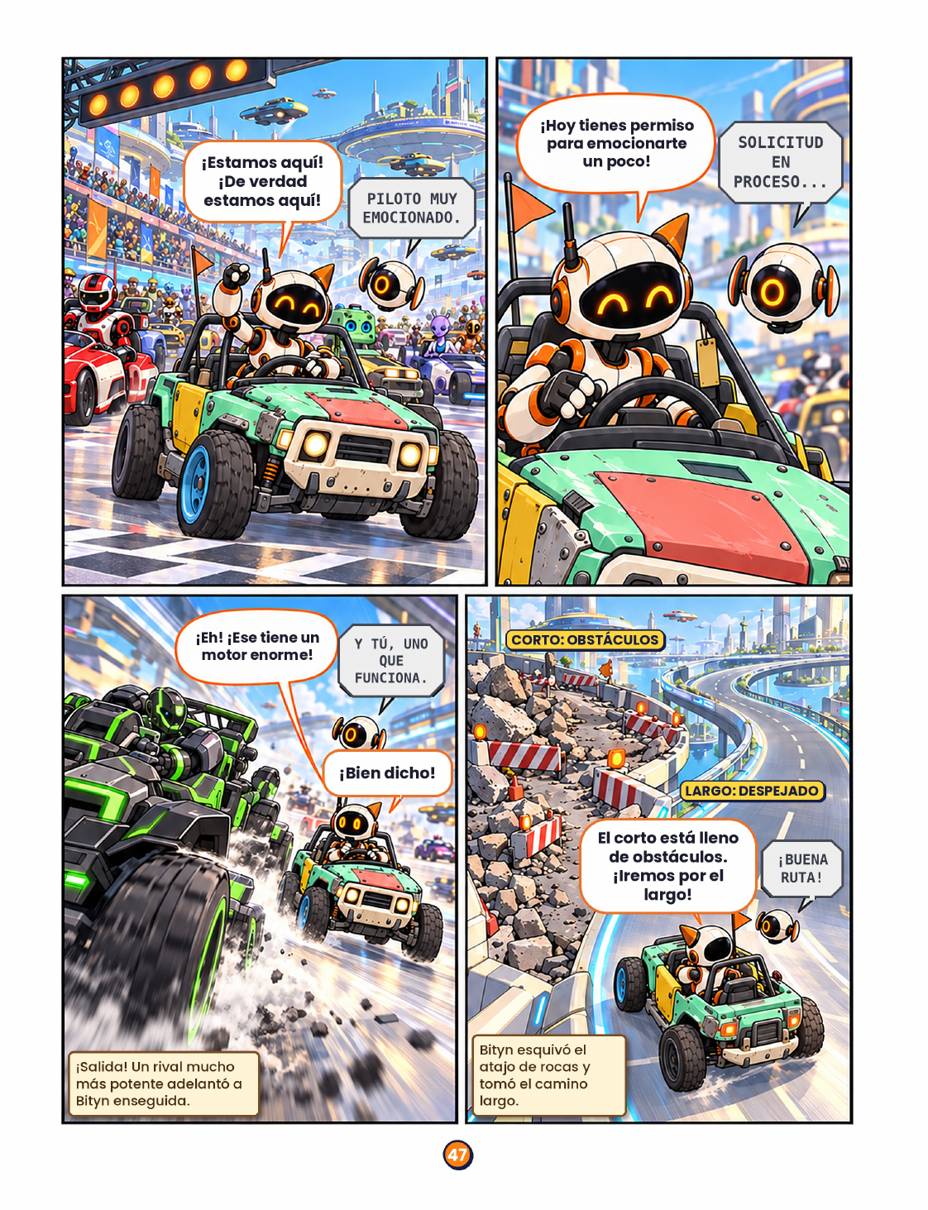 ¡Estamos aquí!
¡De verdad
estamos aquí!
PILOTO MUY
EMOCIONADO.
¡Hoy tienes permiso
para emocionarte
un poco!
SOLICITUD
EN
PROCESO...
¡Eh! ¡Ese tiene un
motor enorme!
Y TÚ, UNO
QUE
FUNCIONA.
¡Bien dicho!
¡Salida! Un rival mucho
más potente adelantó a
Bityn enseguida.
CORTO: OBSTÁCULOS
LARGO: DESPEJADO
El corto está lleno
de obstáculos.
¡Iremos por el
largo!
¡BUENA
RUTA!
Bityn esquivó el
atajo de rocas y
tomó el camino
largo.
47